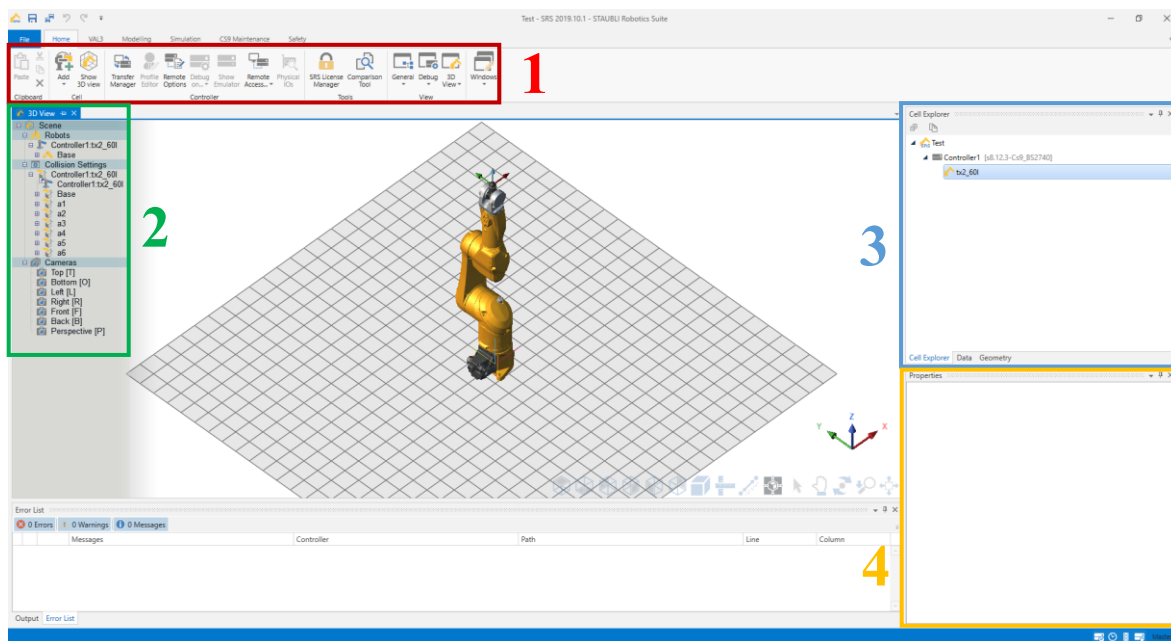 Test - SRS 2019.10.1 - STAUBLI Robotics Suite
File Home VAL3 Modelling Simulation CS9 Maintenance Safety
Paste Add Show 3D view Transfer Manager Profile Editor Remote Options Debug on... Show Emulator Remote Access... Physical IOs SRS License Manager Comparison Tool General Debug 3D View Windows
Clipboard Cell Controller Tools View
1
3D View
Scene
Robots
Controller1:tx2_60l
Base
Collision Settings
Controller1:tx2_60l
Controller1:tx2_60l
Base
a1
a2
a3
a4
a5
a6
Cameras
Top [T]
Bottom [O]
Left [L]
Right [R]
Front [F]
Back [B]
Perspective [P]
2
Z
Y X
Cell Explorer
Test
Controller1 [s8.12.3-Cs9_BS2740]
tx2_60l
3
Cell Explorer Data Geometry
Properties
4
Error List
0 Errors 0 Warnings 0 Messages
Messages Controller Path Line Column
Output Error List